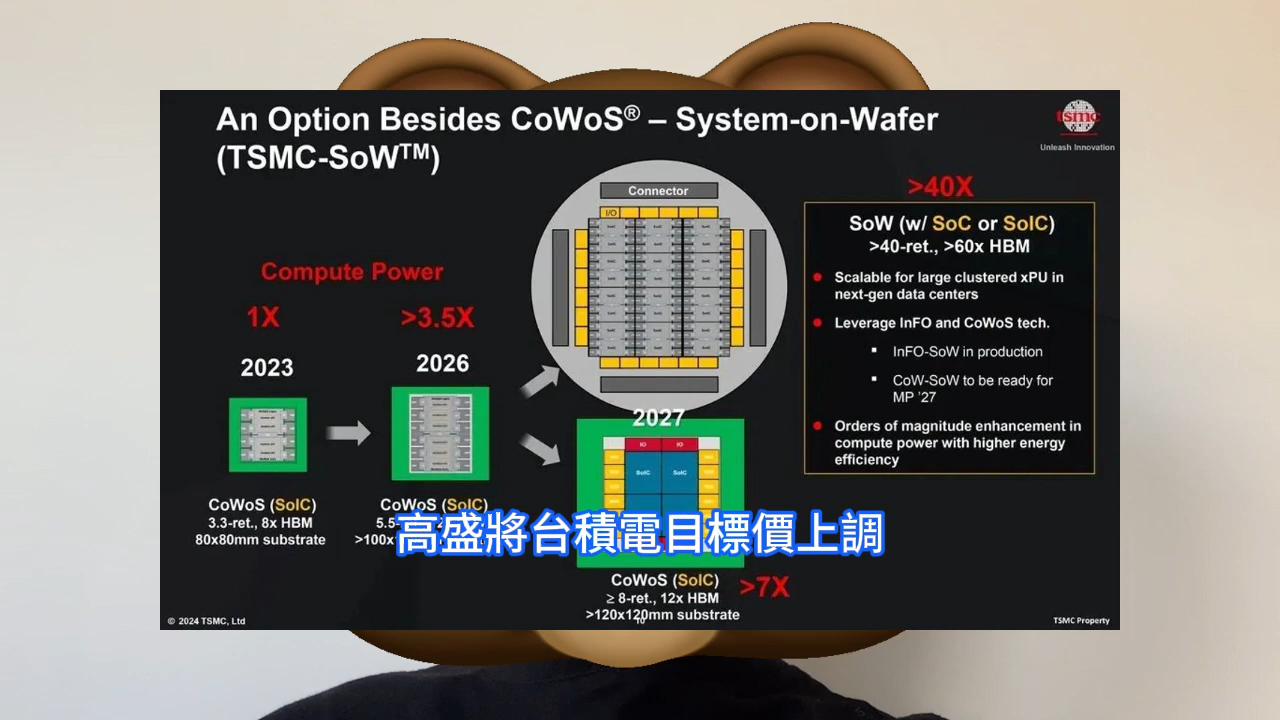 An Option Besides CoWoS® – System-on-Wafer
(TSMC-SoW™)
tsmc
Unleash Innovation
Compute Power
1X
>3.5X
2023
2026
CoWoS (SoIC)
3.3-ret., 8x HBM
80x80mm substrate
CoWoS (SoIC)
5.5
>100x
Connector
I/O
2027
IO
IO
SoIC
SoIC
CoWoS (SoIC)
≥ 8-ret., 12x HBM
>120x120mm substrate
>7X
>40X
SoW (w/ SoC or SoIC)
>40-ret., >60x HBM
Scalable for large clustered xPU in
next-gen data centers
Leverage InFO and CoWoS tech.
InFO-SoW in production
CoW-SoW to be ready for
MP '27
Orders of magnitude enhancement in
compute power with higher energy
efficiency
高盛將台積電目標價上調
© 2024 TSMC, Ltd
TSMC Property